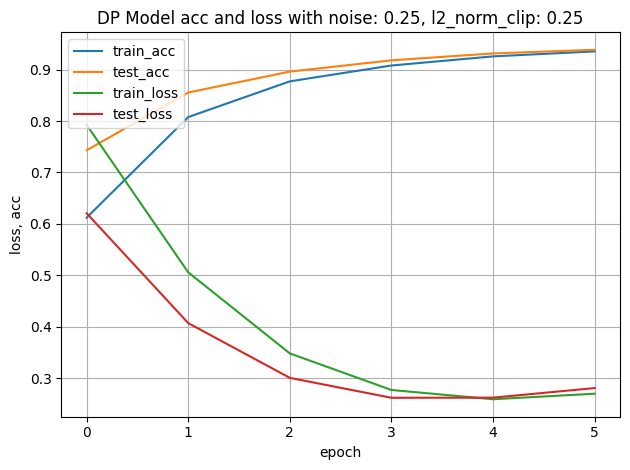 DP Model acc and loss with noise: 0.25, l2_norm_clip: 0.25
train_acc
test_acc
train_loss
test_loss
0.9
0.8
0.7
0.6
0.5
0.4
0.3
loss, acc
0 1 2 3 4 5
epoch